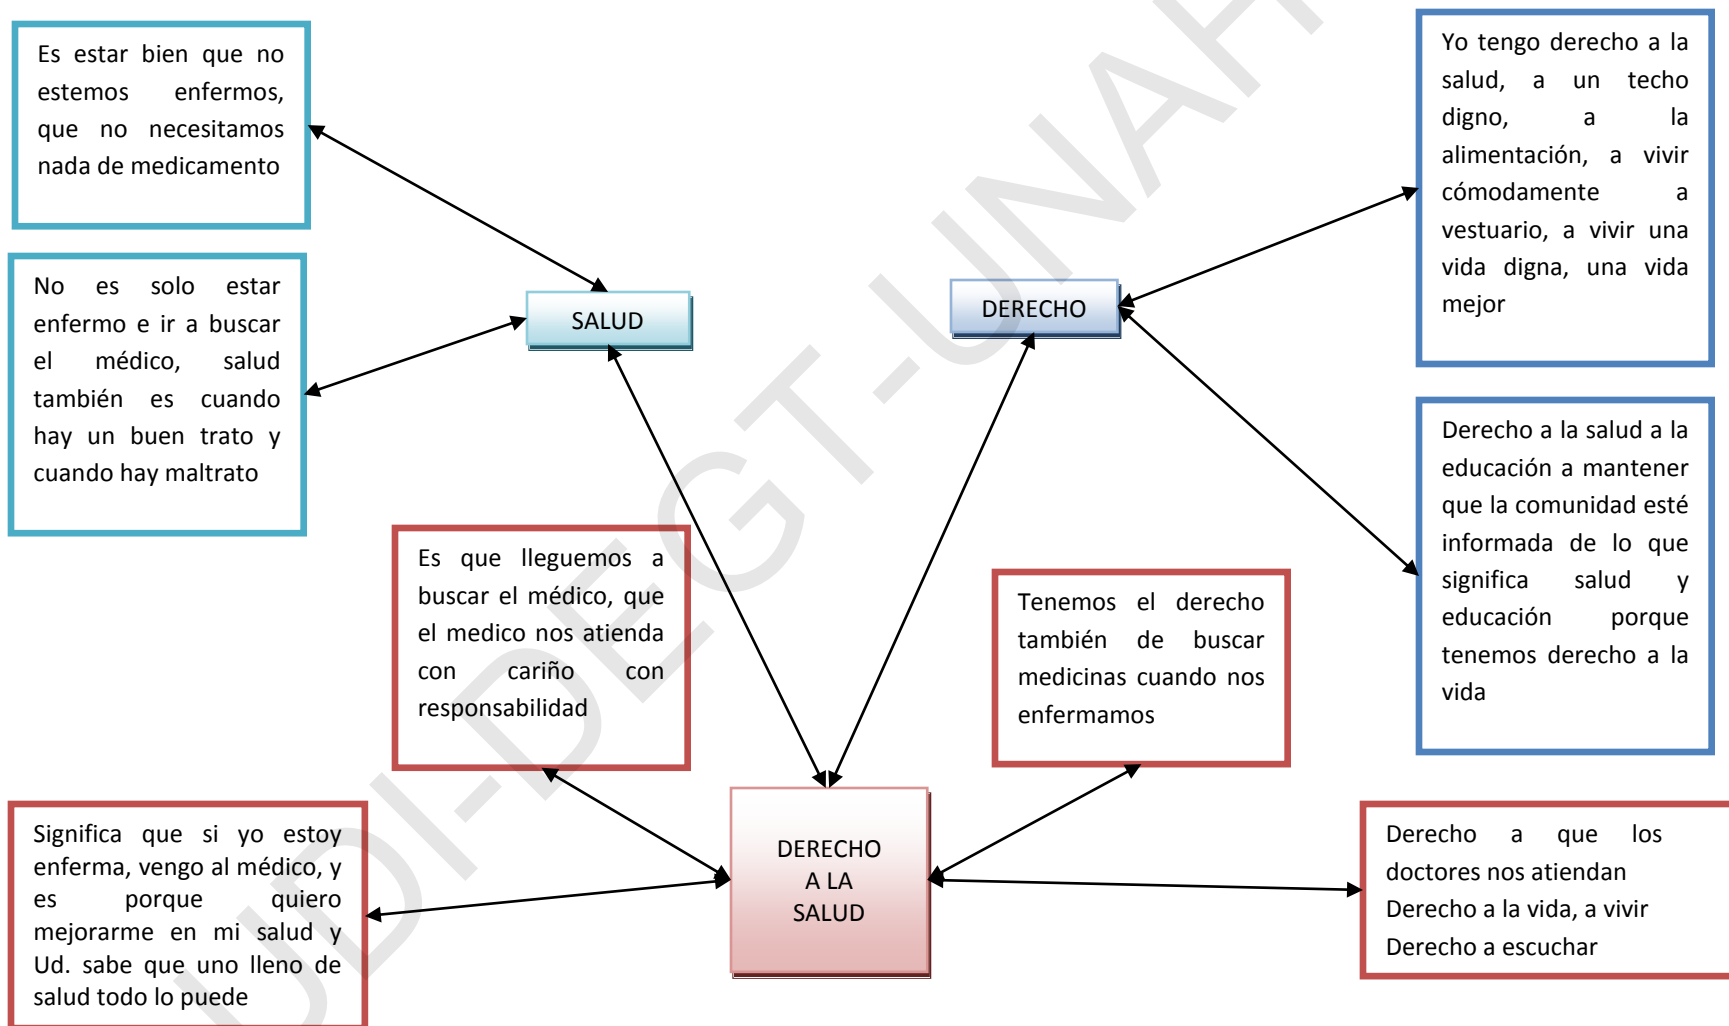 Es estar bien que no
estemos enfermos,
que no necesitamos
nada de medicamento
No es solo estar
enfermo e ir a buscar
el médico, salud
también es cuando
hay un buen trato y
cuando hay maltrato
SALUD
DERECHO
Yo tengo derecho a la
salud, a un techo
digno, a la
alimentación, a vivir
cómodamente a
vestuario, a vivir una
vida digna, una vida
mejor
Derecho a la salud a la
educación a mantener
que la comunidad esté
informada de lo que
significa salud y
educación porque
tenemos derecho a la
vida
Es que lleguemos a
buscar el médico, que
el medico nos atienda
con cariño con
responsabilidad
Tenemos el derecho
también de buscar
medicinas cuando nos
enfermamos
Significa que si yo estoy
enferma, vengo al médico, y
es porque quiero
mejorarme en mi salud y
Ud. sabe que uno lleno de
salud todo lo puede
DERECHO
A LA
SALUD
Derecho a que los
doctores nos atiendan
Derecho a la vida, a vivir
Derecho a escuchar
UDI-DEGT-UNAH